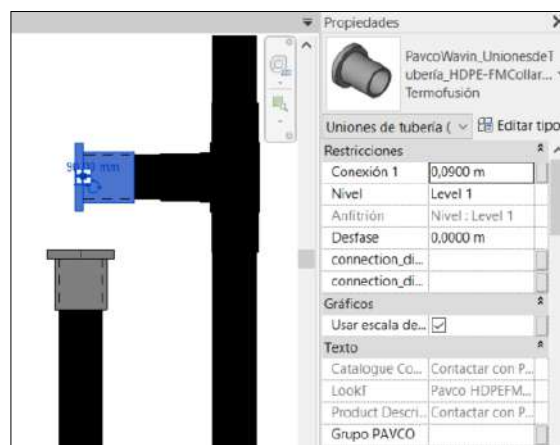 Propiedades
PavcoWavin_UnionesdeT
ubería_HDPE-FMCollar...
Termofusión
Uniones de tubería (
Editar tipo
Restricciones
Conexión 1 0,0900 m
Nivel Level 1
Anfitrión Nivel : Level 1
Desfase 0,0000 m
connection_di...
connection_di...
Gráficos
Usar escala de...
Texto
Catalogue Co... Contactar con P...
LookT Pavco HDPEFM...
Product Descri... Contactar con P...
Grupo PAVCO
mm